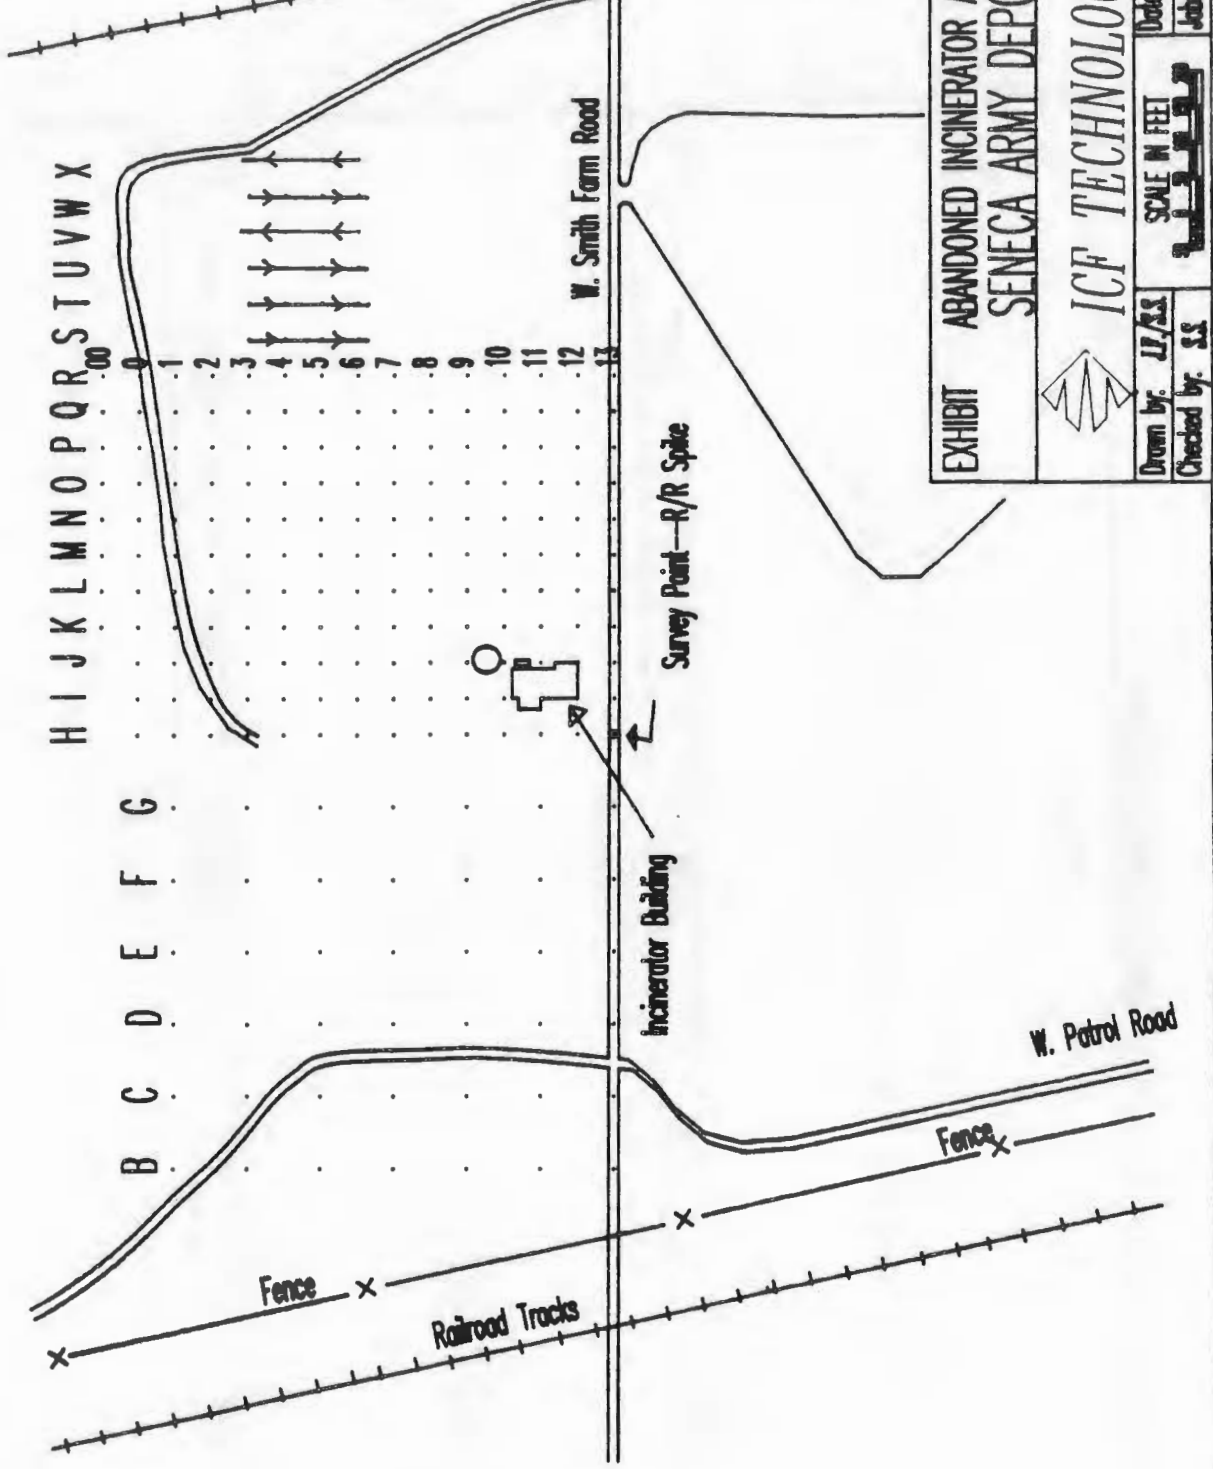 H I J K L M N O P Q R S T U V W X
B C D E F G
00
0
1
2
3
4
5
6
7
8
9
10
11
12
13
W. Smith Farm Road
Survey Point—R/R Spike
Incinerator Building
W. Patrol Road
Fence
Fence
Railroad Tracks
EXHIBIT ABANDONED INCINERATOR
SENECA ARMY
ICF
Drawn by: J.P./S.S.
Checked by: S.S.
SCALE IN FEET